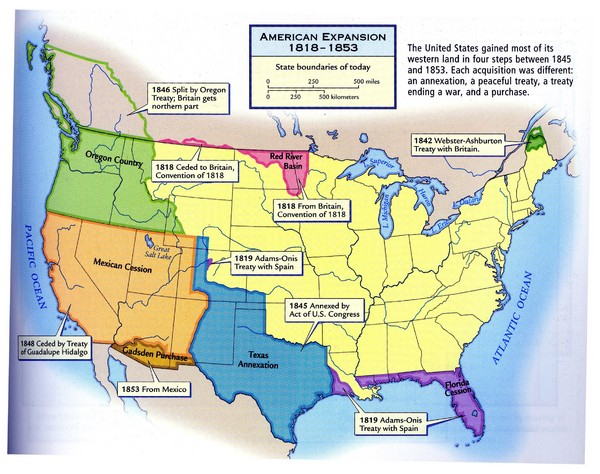 AMERICAN EXPANSION
1818–1853
State boundaries of today
0 250 500 miles
0 250 500 kilometers
The United States gained most of its
western land in four steps between 1845
and 1853. Each acquisition was different:
an annexation, a peaceful treaty, a treaty
ending a war, and a purchase.
1846 Split by Oregon
Treaty; Britain gets
northern part
1842 Webster-Ashburton
Treaty with Britain.
Oregon Country
1818 Ceded to Britain,
Convention of 1818
Red River
Basin
1818 From Britain,
Convention of 1818
Superior
L. Michigan
Huron
L. Ontario
Erie
PACIFIC OCEAN
Great
Salt Lake
Mexican Cession
1819 Adams-Onis
Treaty with Spain
ATLANTIC OCEAN
1845 Annexed by
Act of U.S. Congress
1848 Ceded by Treaty
of Guadalupe Hidalgo
Gadsden Purchase
Texas
Annexation
1853 From Mexico
Florida
Cession
1819 Adams-Onis
Treaty with Spain